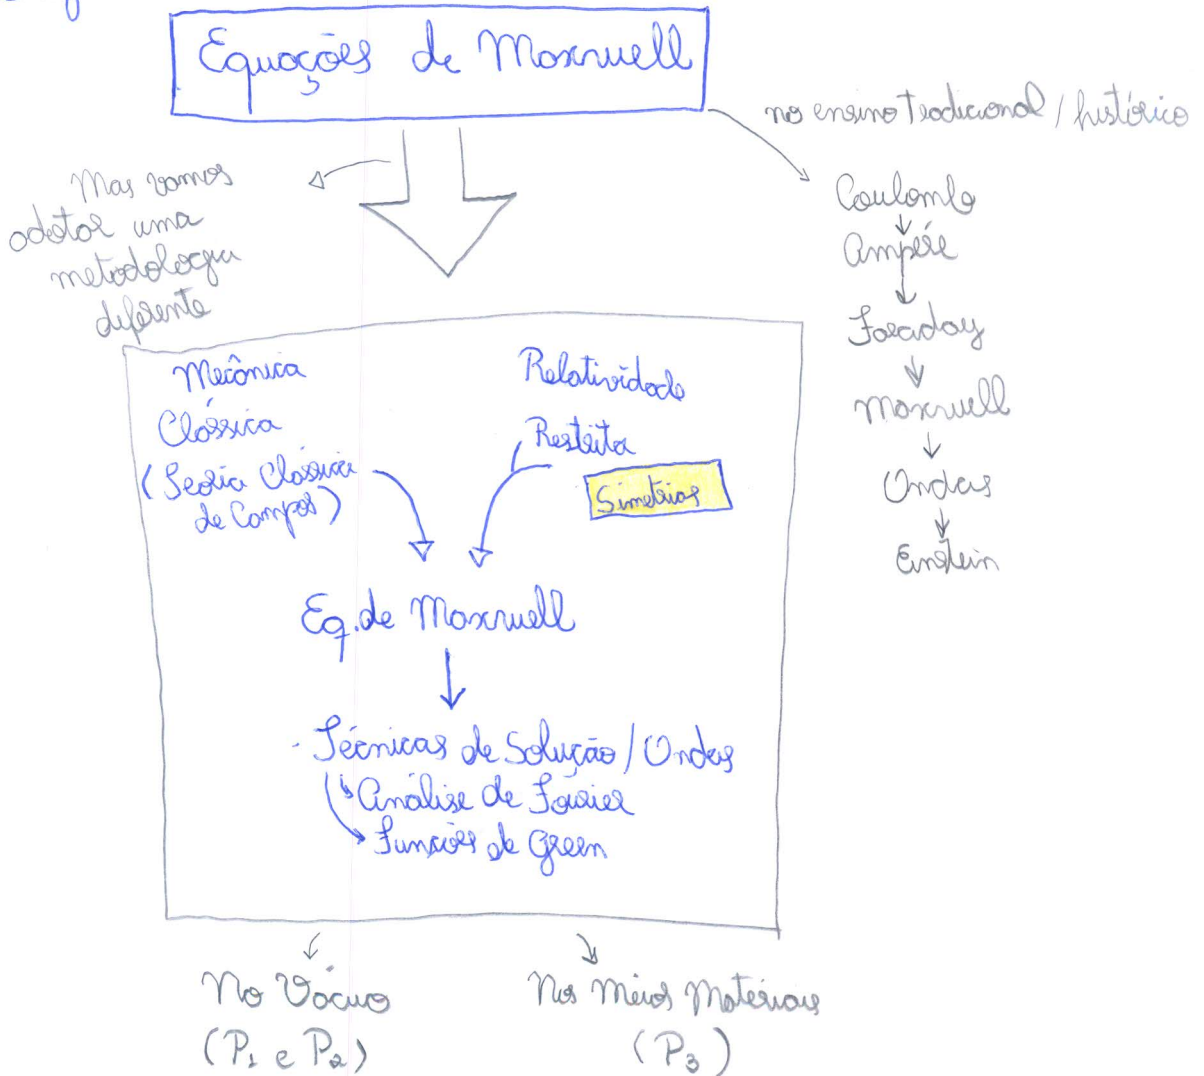 Equações de Maxwell
no ensino tradicional / histórico
Mas vamos
adotar uma
metodologia
diferente
Coulomb
Ampére
Faraday
Maxwell
Ondas
Einstein
Mecânica
Clássica
(Teoria Clássica
de Campos)
Relatividade
Restrita
Simetrias
Eq. de Maxwell
- Técnicas de Solução / Ondas
Análise de Fourier
Funções de Green
No Vácuo
(P1 e P2)
Nos Meios Materiais
(P3)